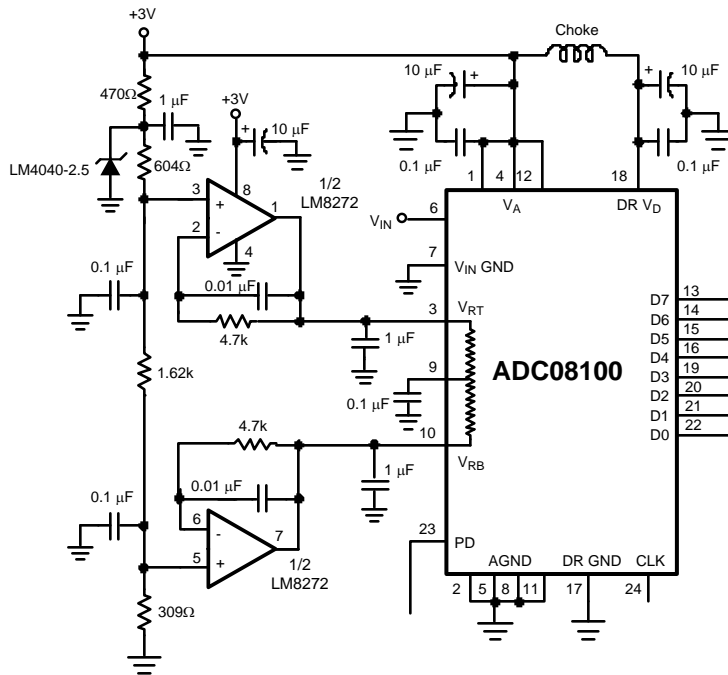 +3V
Choke
470Ω
1 µF
+3V
10 µF
+
10 µF
+
10 µF
+
LM4040-2.5
604Ω
0.1 µF
0.1 µF
1
4
12
18
1/2
LM8272
3
+
8
1
2
-
4
V_A
DR V_D
V_IN
6
7
V_IN GND
0.1 µF
0.01 µF
4.7k
3
V_RT
1 µF
D7
13
D6
14
D5
15
D4
16
D3
19
D2
20
D1
21
D0
22
1.62k
9
ADC08100
0.1 µF
4.7k
10
V_RB
0.01 µF
1 µF
0.1 µF
6
-
7
5
+
1/2
LM8272
23
PD
AGND
DR GND
CLK
2
5
8
11
17
24
309Ω